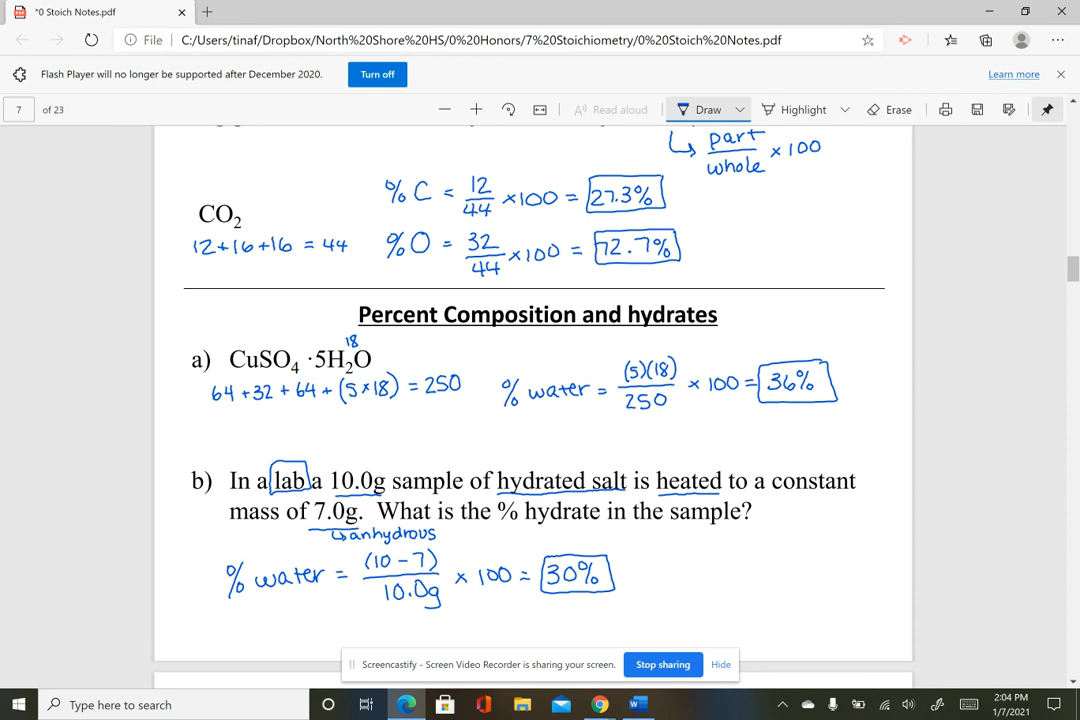 *0 Stoich Notes.pdf
File C:/Users/tinaf/Dropbox/North%20Shore%20HS/0%20Honors/7%20Stoichiometry/0%20Stoich%20Notes.pdf
Flash Player will no longer be supported after December 2020. Turn off Learn more
7 of 23 Read aloud Draw Highlight Erase
part
whole × 100
% C = 12/44 ×100 = 27.3%
CO₂
12+16+16 = 44
%O = 32/44 ×100 = 72.7%
Percent Composition and hydrates
18
a) CuSO₄ ·5H₂O
64+32+64+(5×18) = 250
% water = (5)(18)/250 × 100 = 36%
b) In a lab a 10.0g sample of hydrated salt is heated to a constant
mass of 7.0g. What is the % hydrate in the sample?
anhydrous
% water = (10-7)/10.0g × 100 = 30%
Screencastify - Screen Video Recorder is sharing your screen. Stop sharing Hide
Type here to search
2:04 PM
1/7/2021